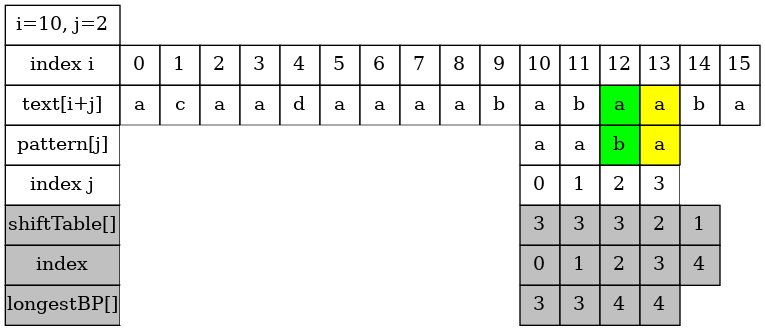 i=10, j=2
index i 0 1 2 3 4 5 6 7 8 9 10 11 12 13 14 15
text[i+j] a c a a d a a a a b a b a a b a
pattern[j] a a b a
index j 0 1 2 3
shiftTable[] 3 3 3 2 1
index 0 1 2 3 4
longestBP[] 3 3 4 4